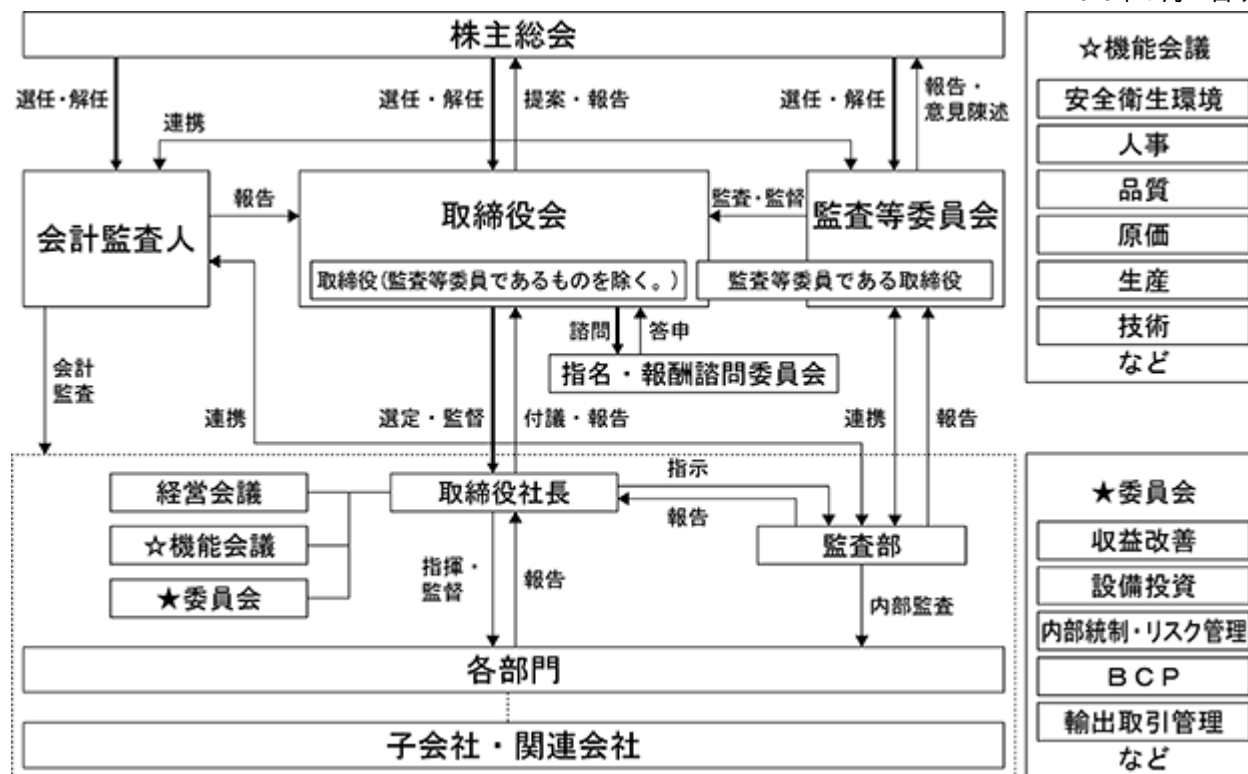 株主総会
選任・解任
選任・解任
提案・報告
選任・解任
報告・
意見陳述
連携
会計監査人
報告
取締役会
監査・監督
監査等委員会
取締役(監査等委員であるものを除く。)
監査等委員である取締役
諮問
答申
指名・報酬諮問委員会
会計
監査
連携
選定・監督
付議・報告
連携
報告
経営会議
☆機能会議
★委員会
取締役社長
指示
報告
監査部
指揮・
監督
報告
内部監査
各部門
子会社・関連会社
☆機能会議
安全衛生環境
人事
品質
原価
生産
技術
など
★委員会
収益改善
設備投資
内部統制・リスク管理
BCP
輸出取引管理
など